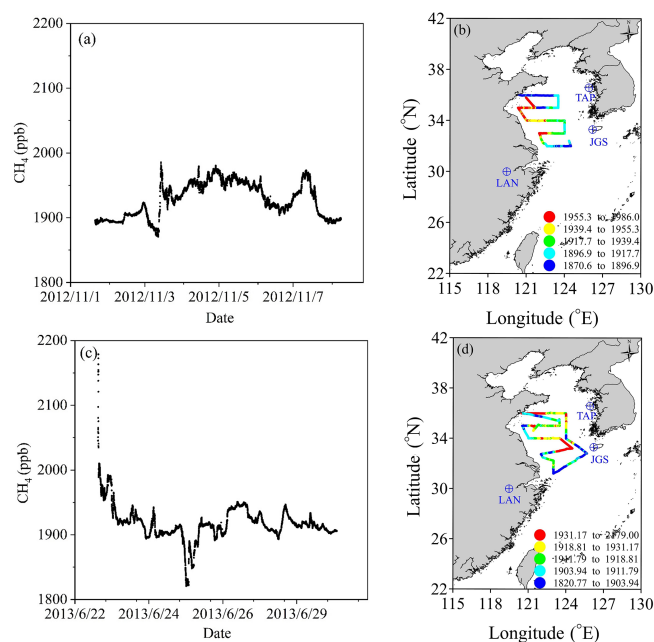 (a)
2200
2100
2000
1900
1800
CH4 (ppb)
2012/11/1 2012/11/3 2012/11/5 2012/11/7
Date
(b)
42
38
34
30
26
22
Latitude (°N)
N
TAP
JGS
LAN
1955.3 to 1986.0
1939.4 to 1955.3
1917.7 to 1939.4
1896.9 to 1917.7
1870.6 to 1896.9
115 118 121 124 127 130
Longitude (°E)
(c)
2200
2100
2000
1900
1800
CH4 (ppb)
2013/6/22 2013/6/24 2013/6/26 2013/6/29
Date
(d)
42
38
34
30
26
22
Latitude (°N)
N
TAP
JGS
LAN
1931.17 to 2179.00
1918.81 to 1931.17
1911.79 to 1918.81
1903.94 to 1911.79
1820.77 to 1903.94
115 118 121 124 127 130
Longitude (°E)